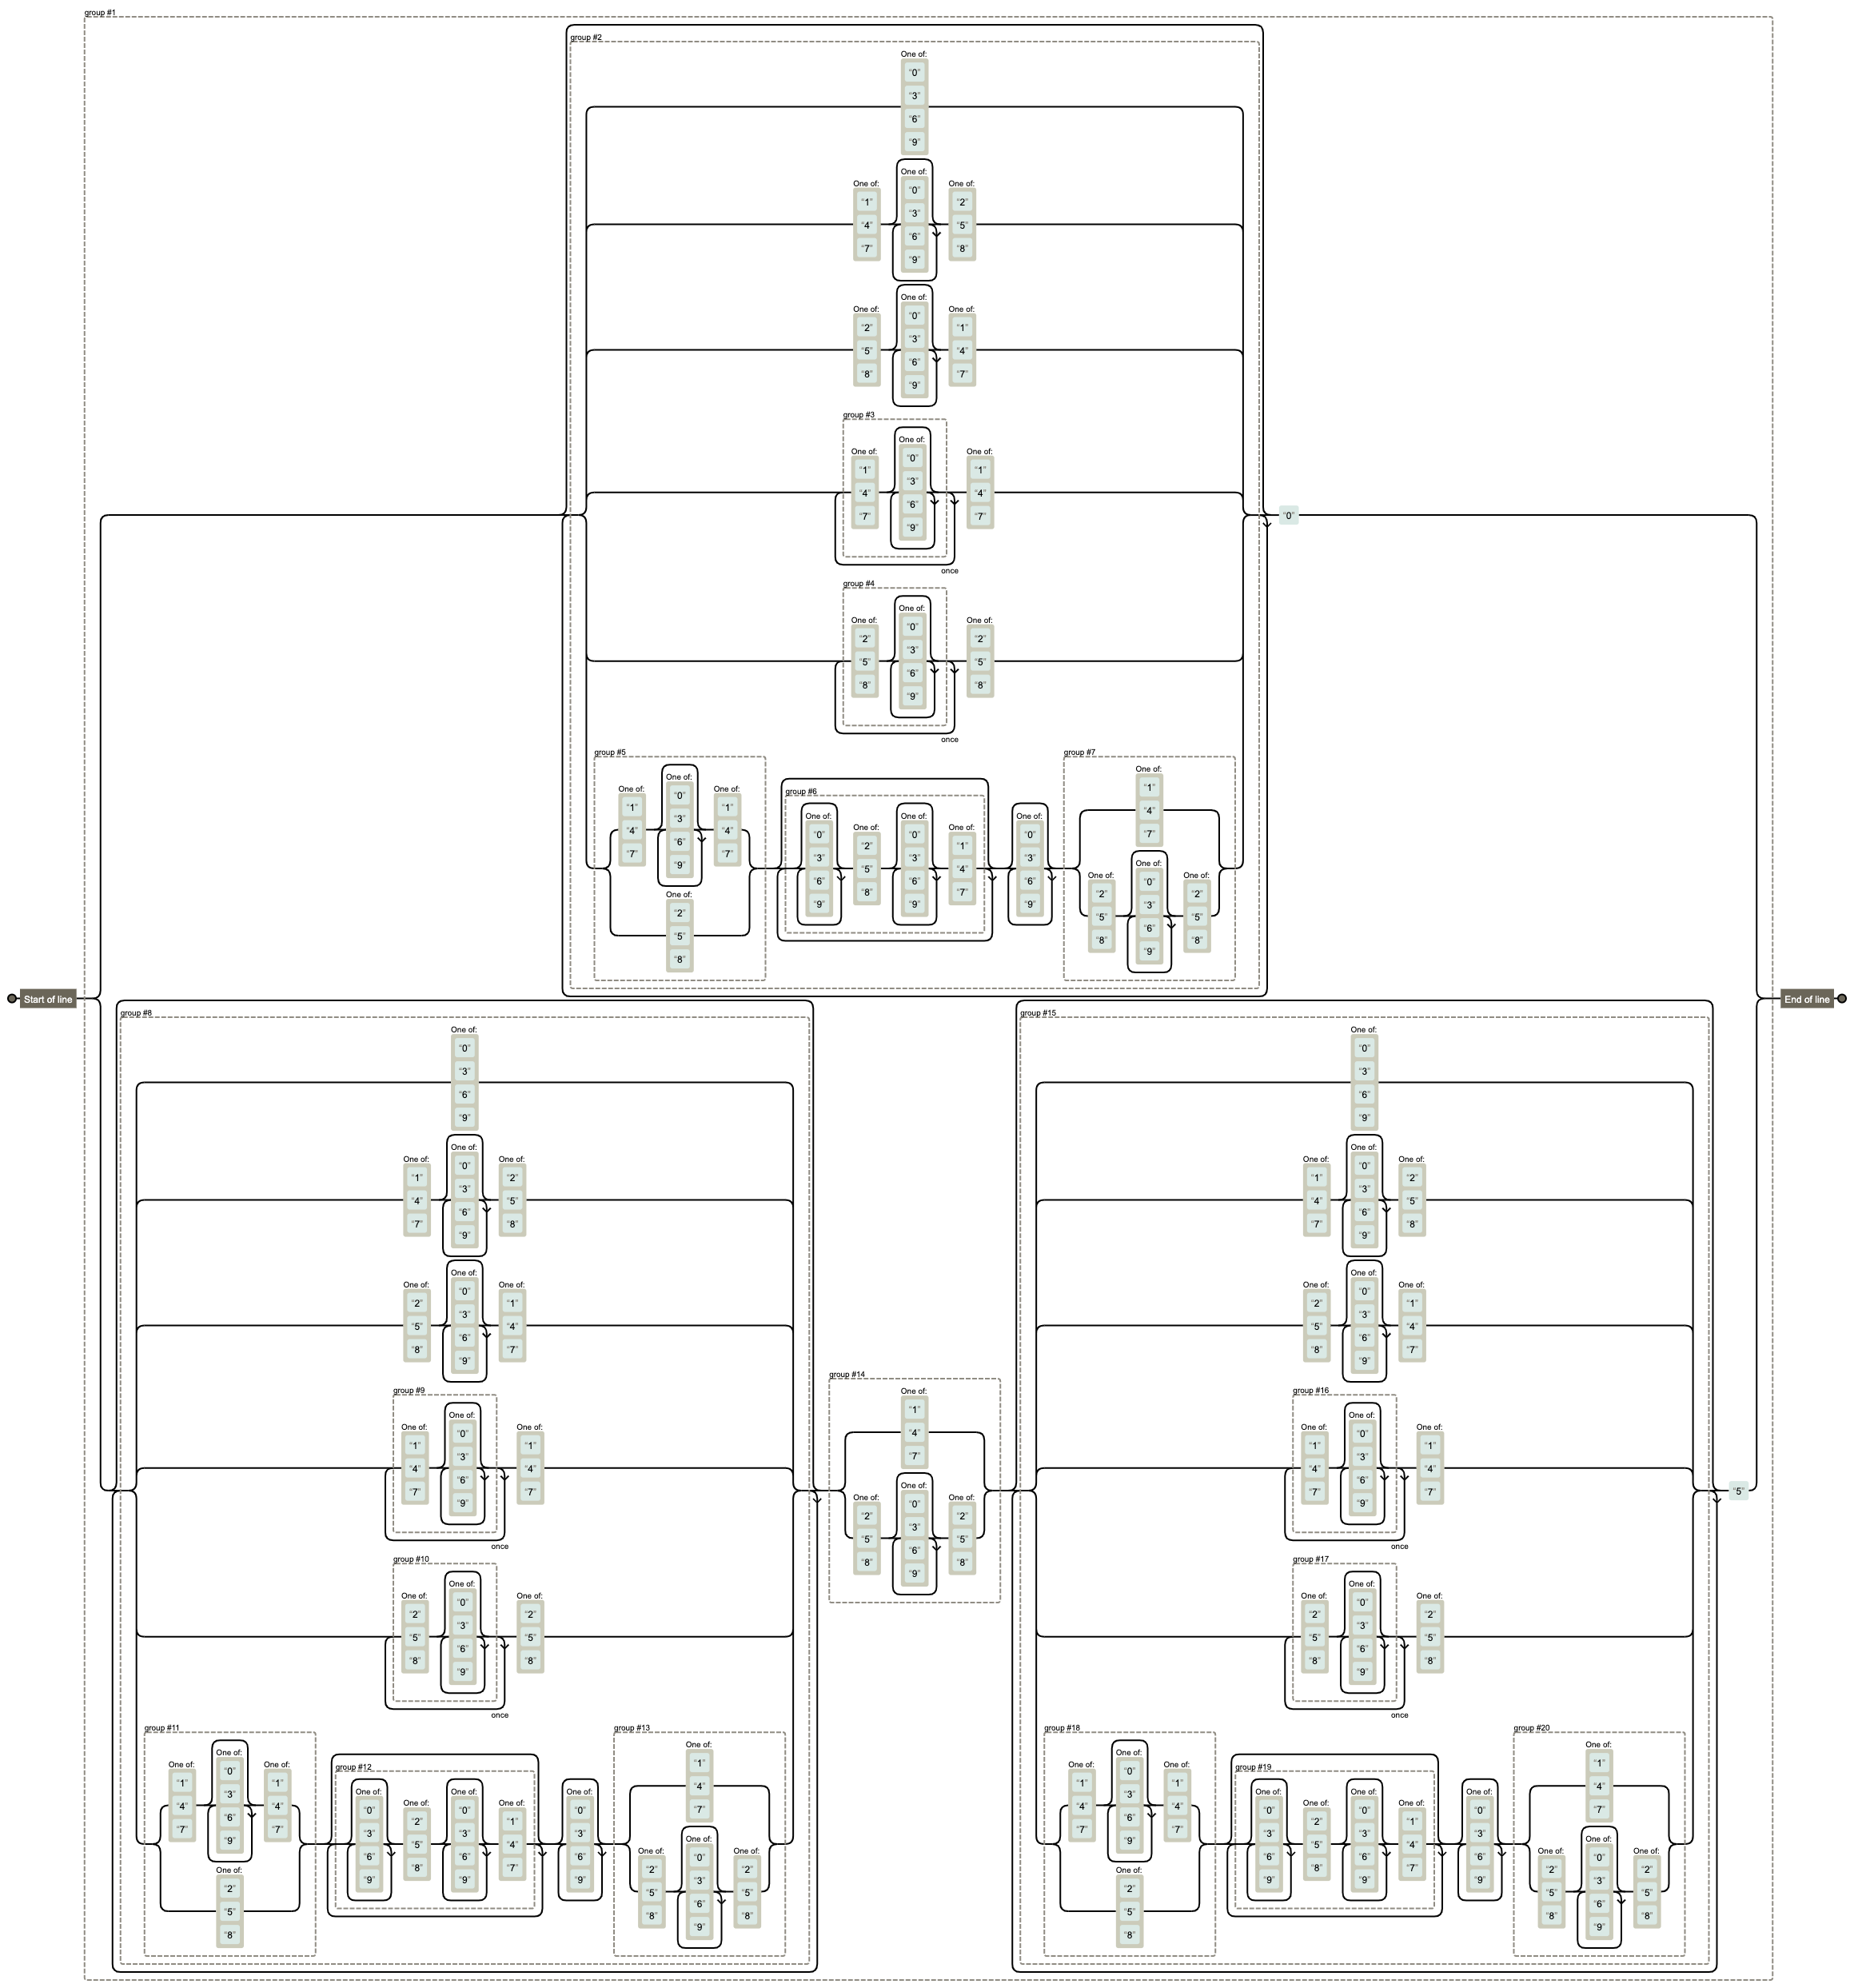 group #1
group #2
One of:
“0”
“3”
“6”
“9”
One of:
“1”
“4”
“7”
One of:
“0”
“3”
“6”
“9”
One of:
“2”
“5”
“8”
One of:
“2”
“5”
“8”
One of:
“0”
“3”
“6”
“9”
One of:
“1”
“4”
“7”
group #3
One of:
“1”
“4”
“7”
One of:
“0”
“3”
“6”
“9”
One of:
“1”
“4”
“7”
once
“0”
group #4
One of:
“2”
“5”
“8”
One of:
“0”
“3”
“6”
“9”
One of:
“2”
“5”
“8”
once
group #5
One of:
“1”
“4”
“7”
One of:
“0”
“3”
“6”
“9”
One of:
“1”
“4”
“7”
One of:
“2”
“5”
“8”
group #6
One of:
“0”
“3”
“6”
“9”
One of:
“2”
“5”
“8”
One of:
“0”
“3”
“6”
“9”
One of:
“1”
“4”
“7”
One of:
“0”
“3”
“6”
“9”
group #7
One of:
“1”
“4”
“7”
One of:
“2”
“5”
“8”
One of:
“0”
“3”
“6”
“9”
One of:
“2”
“5”
“8”
Start of line
End of line
group #8
One of:
“0”
“3”
“6”
“9”
One of:
“1”
“4”
“7”
One of:
“0”
“3”
“6”
“9”
One of:
“2”
“5”
“8”
One of:
“2”
“5”
“8”
One of:
“0”
“3”
“6”
“9”
One of:
“1”
“4”
“7”
group #9
One of:
“1”
“4”
“7”
One of:
“0”
“3”
“6”
“9”
One of:
“1”
“4”
“7”
once
group #10
One of:
“2”
“5”
“8”
One of:
“0”
“3”
“6”
“9”
One of:
“2”
“5”
“8”
once
group #11
One of:
“1”
“4”
“7”
One of:
“0”
“3”
“6”
“9”
One of:
“1”
“4”
“7”
One of:
“2”
“5”
“8”
group #12
One of:
“0”
“3”
“6”
“9”
One of:
“2”
“5”
“8”
One of:
“0”
“3”
“6”
“9”
One of:
“1”
“4”
“7”
One of:
“0”
“3”
“6”
“9”
group #13
One of:
“1”
“4”
“7”
One of:
“2”
“5”
“8”
One of:
“0”
“3”
“6”
“9”
One of:
“2”
“5”
“8”
group #14
One of:
“1”
“4”
“7”
One of:
“2”
“5”
“8”
One of:
“0”
“3”
“6”
“9”
One of:
“2”
“5”
“8”
group #15
One of:
“0”
“3”
“6”
“9”
One of:
“1”
“4”
“7”
One of:
“0”
“3”
“6”
“9”
One of:
“2”
“5”
“8”
One of:
“2”
“5”
“8”
One of:
“0”
“3”
“6”
“9”
One of:
“1”
“4”
“7”
group #16
One of:
“1”
“4”
“7”
One of:
“0”
“3”
“6”
“9”
One of:
“1”
“4”
“7”
once
“5”
group #17
One of:
“2”
“5”
“8”
One of:
“0”
“3”
“6”
“9”
One of:
“2”
“5”
“8”
once
group #18
One of:
“1”
“4”
“7”
One of:
“0”
“3”
“6”
“9”
One of:
“1”
“4”
“7”
One of:
“2”
“5”
“8”
group #19
One of:
“0”
“3”
“6”
“9”
One of:
“2”
“5”
“8”
One of:
“0”
“3”
“6”
“9”
One of:
“1”
“4”
“7”
One of:
“0”
“3”
“6”
“9”
group #20
One of:
“1”
“4”
“7”
One of:
“2”
“5”
“8”
One of:
“0”
“3”
“6”
“9”
One of:
“2”
“5”
“8”